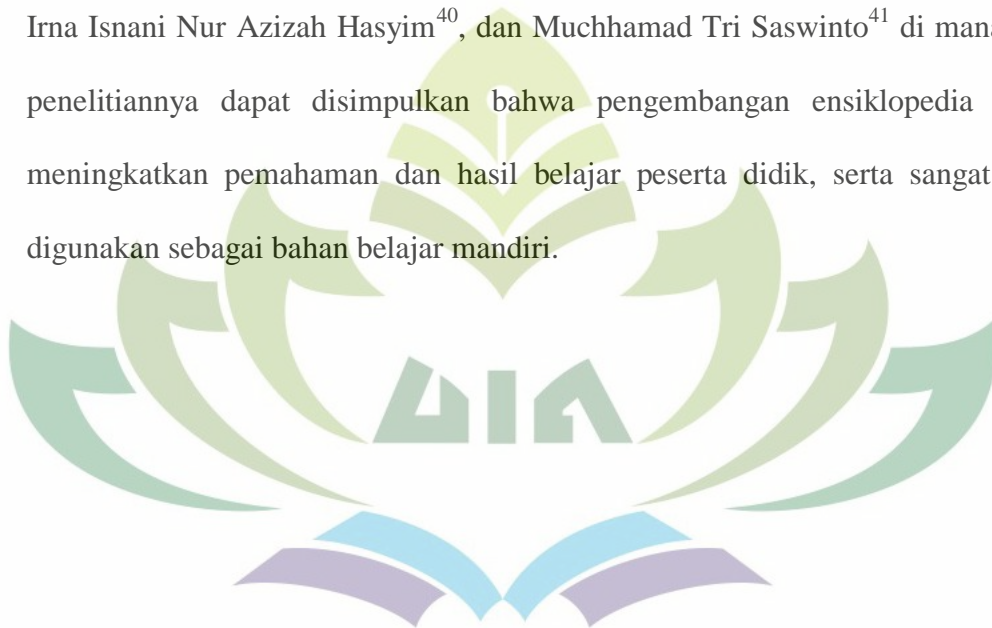 Irna Isnani Nur Azizah Hasyim40, dan Muchhamad Tri Saswinto41 di mana
penelitiannya dapat disimpulkan bahwa pengembangan ensiklopedia
meningkatkan pemahaman dan hasil belajar peserta didik, serta sangat
digunakan sebagai bahan belajar mandiri.
UIN